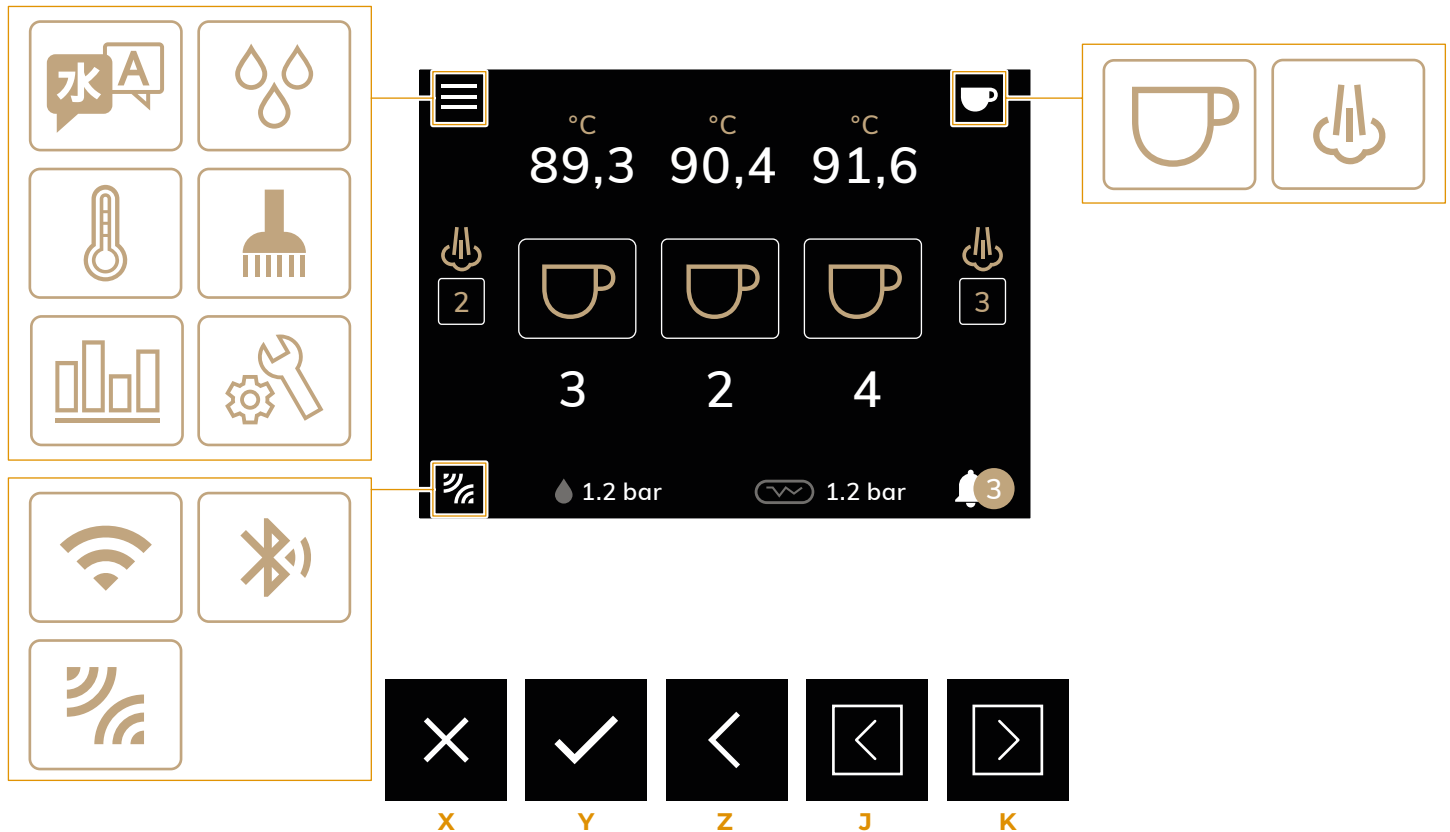 水 A
°C °C °C
89,3 90,4 91,6
2 3
3 2 4
1.2 bar 1.2 bar 3
X Y Z J K